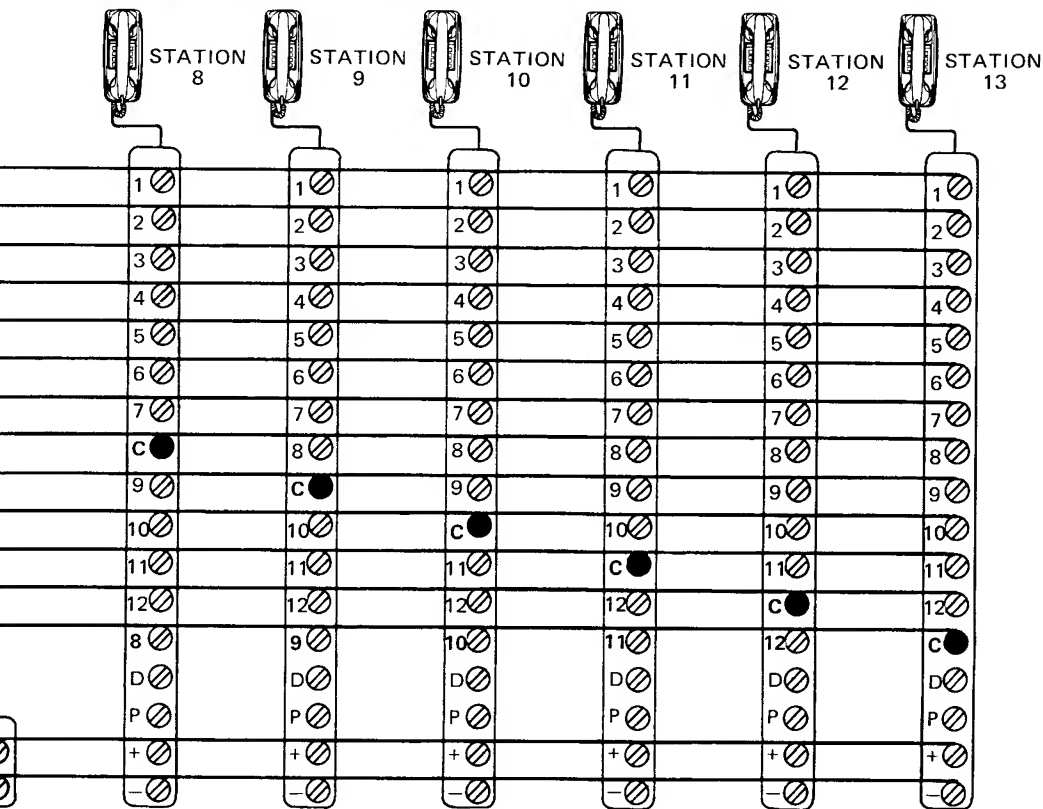 STATION STATION STATION STATION STATION STATION
8 9 10 11 12 13
1 1 1 1 1 1
2 2 2 2 2 2
3 3 3 3 3 3
4 4 4 4 4 4
5 5 5 5 5 5
6 6 6 6 6 6
7 7 7 7 7 7
C 8 8 8 8 8
9 C 9 9 9 9
10 10 C 10 10 10
11 11 11 C 11 11
12 12 12 12 C 12
8 9 10 11 12 C
D D D D D D
P P P P P P
+ + + + + +
− − − − − −